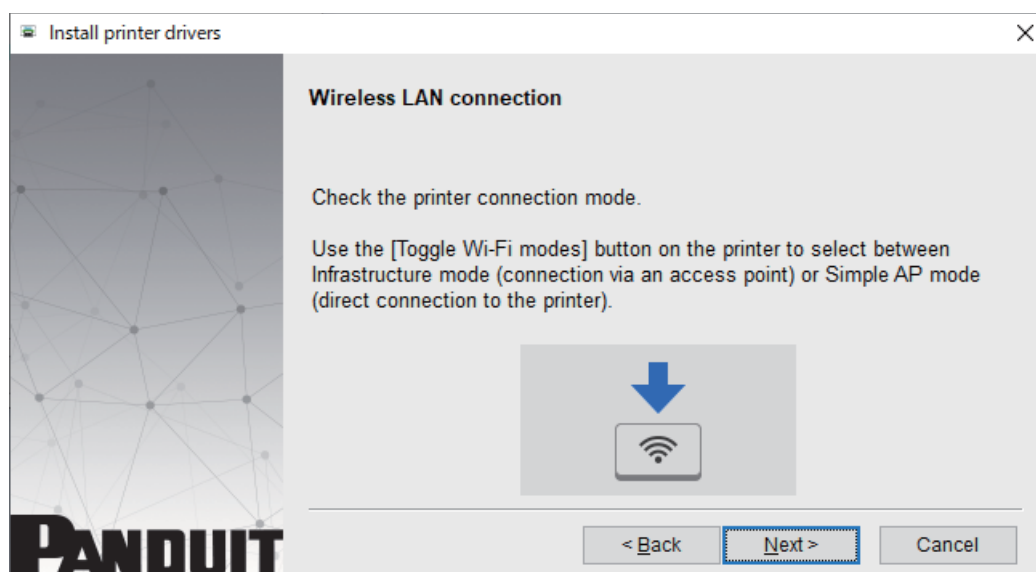 Install printer drivers
Wireless LAN connection
Check the printer connection mode.
Use the [Toggle Wi-Fi modes] button on the printer to select between
Infrastructure mode (connection via an access point) or Simple AP mode
(direct connection to the printer).
PANDUIT
< Back
Next >
Cancel